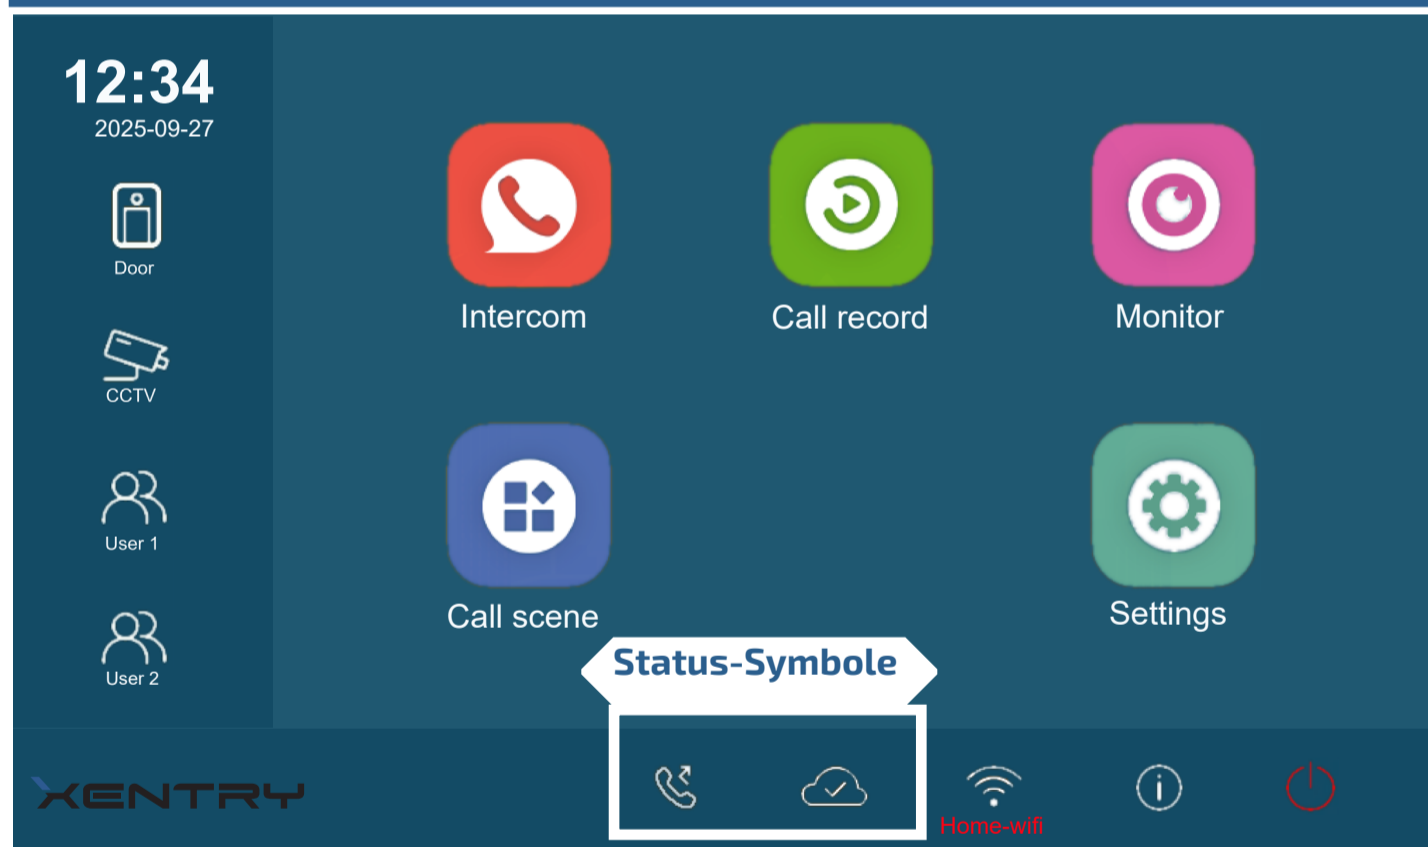 12:34
2025-09-27
Door
CCTV
User 1
User 2
Intercom
Call record
Monitor
Call scene
Settings
Status-Symbole
XENTRY
Home-wifi